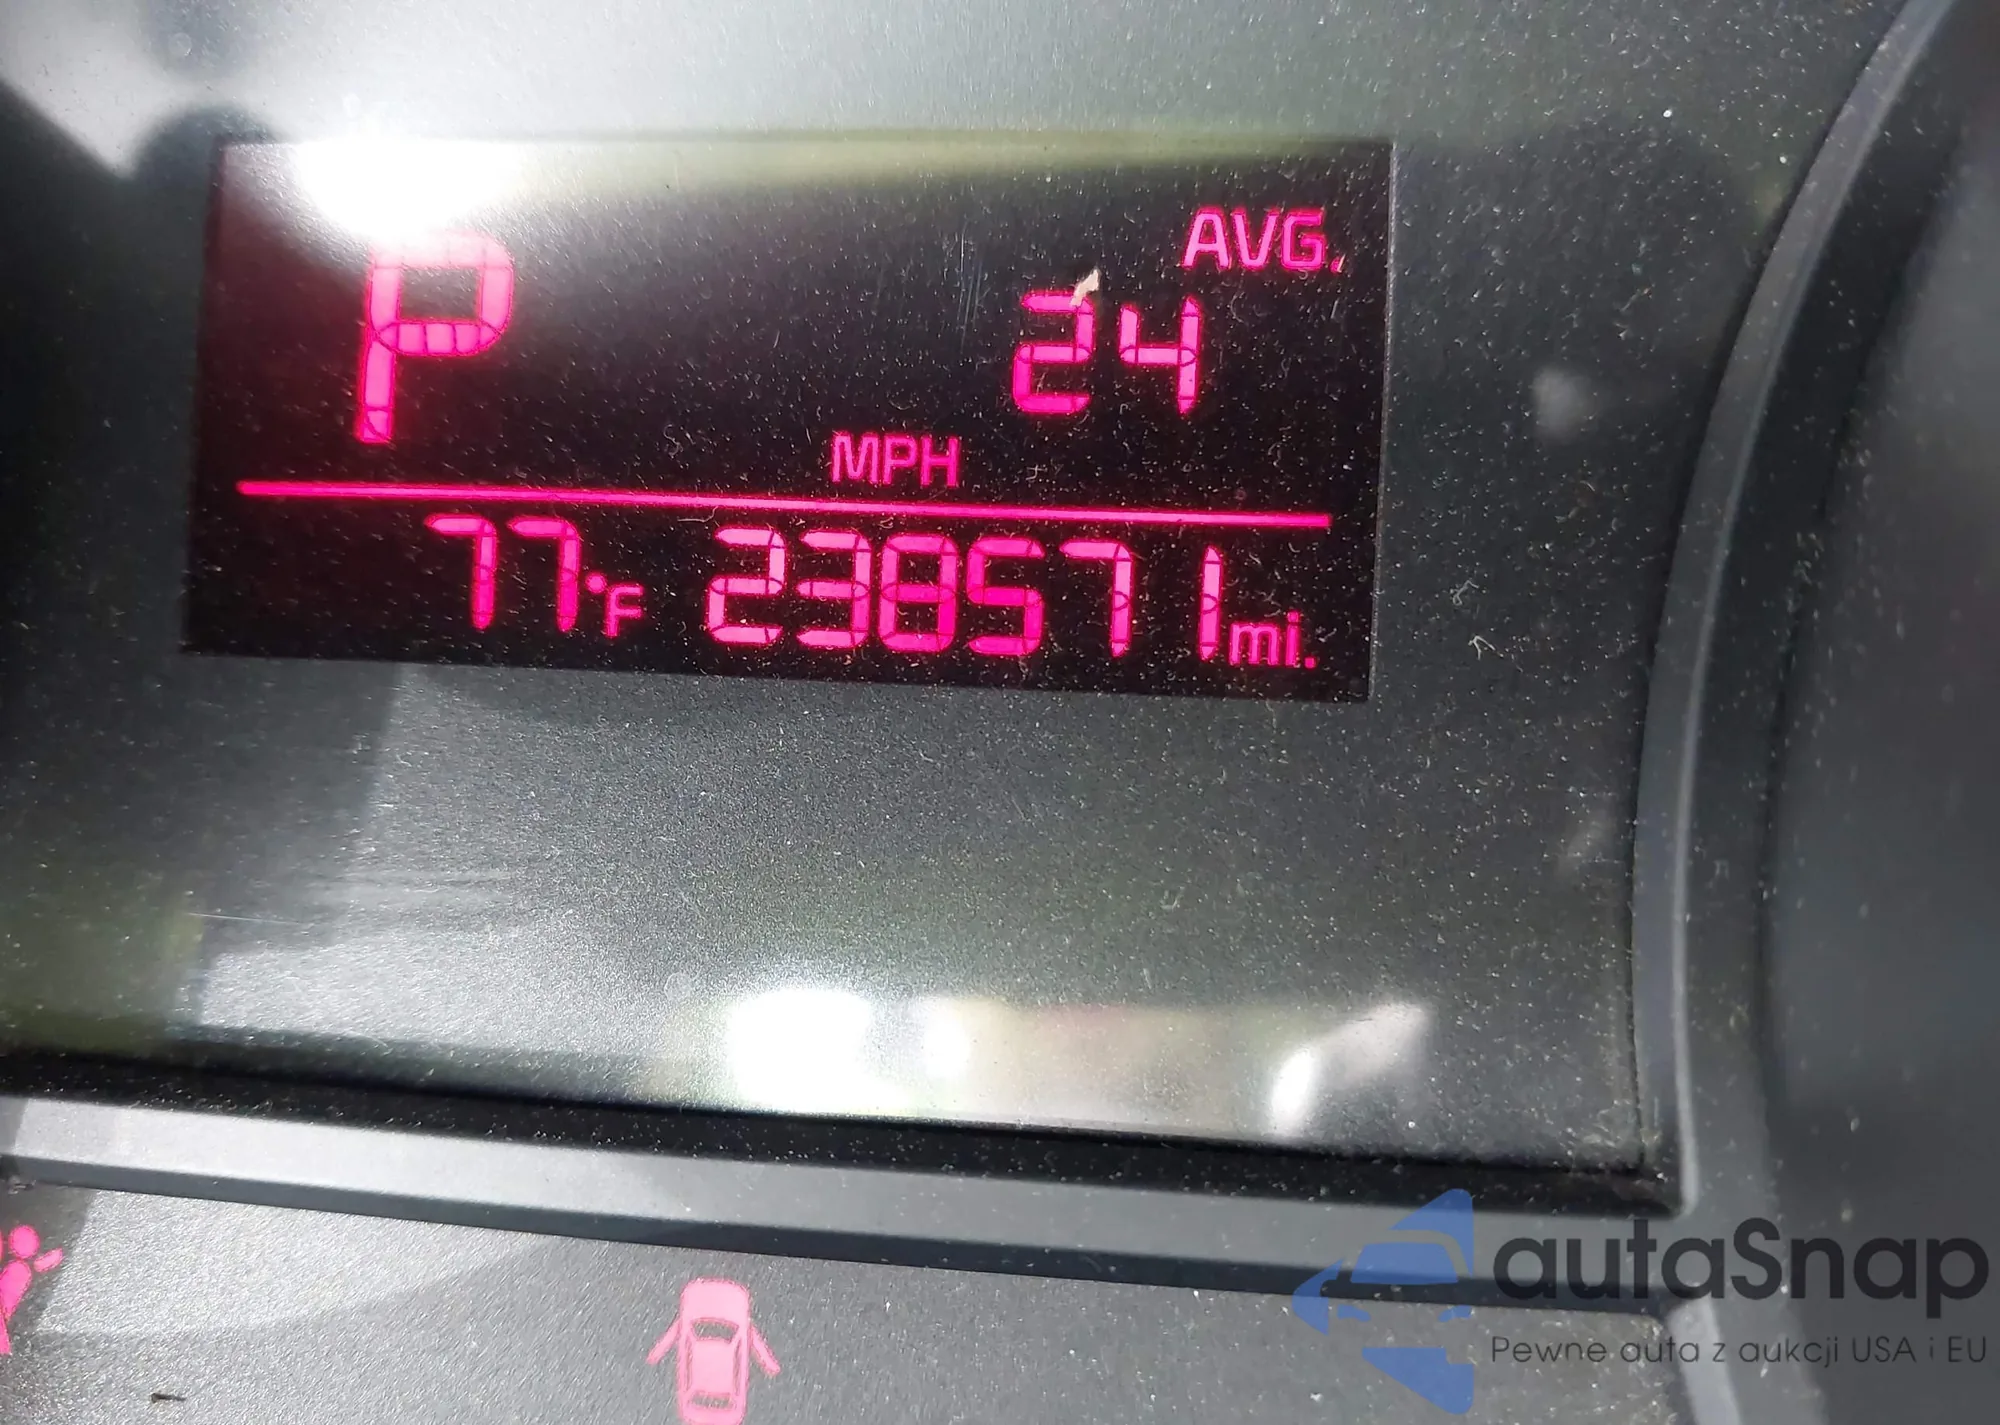 P
AVG.
24
MPH
77°F 238571 mi.
autaSnap
Pewne auta z aukcji USA i EU